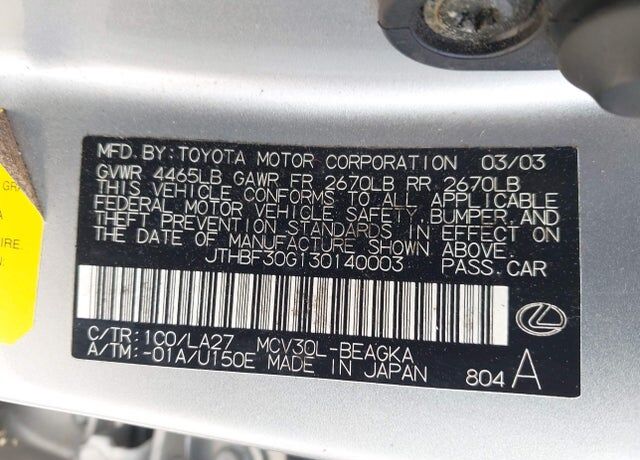 MFD.BY:TOYOTA MOTOR CORPORATION 03/03
GVWR 4465LB GAWR FR 2670LB RR 2670LB
THIS VEHICLE CONFORMS TO ALL APPLICABLE
FEDERAL MOTOR VEHICLE SAFETY,BUMPER,AND
THEFT PREVENTION STANDARDS IN EFFECT ON
THE DATE OF MANUFACTURE SHOWN ABOVE.
JTHBF30G130140003 PASS.CAR
C/TR:1C0/LA27 MCV30L-BEAGKA
A/TM:-01A/U150E MADE IN JAPAN 804 A
GR
A
IRE
N: